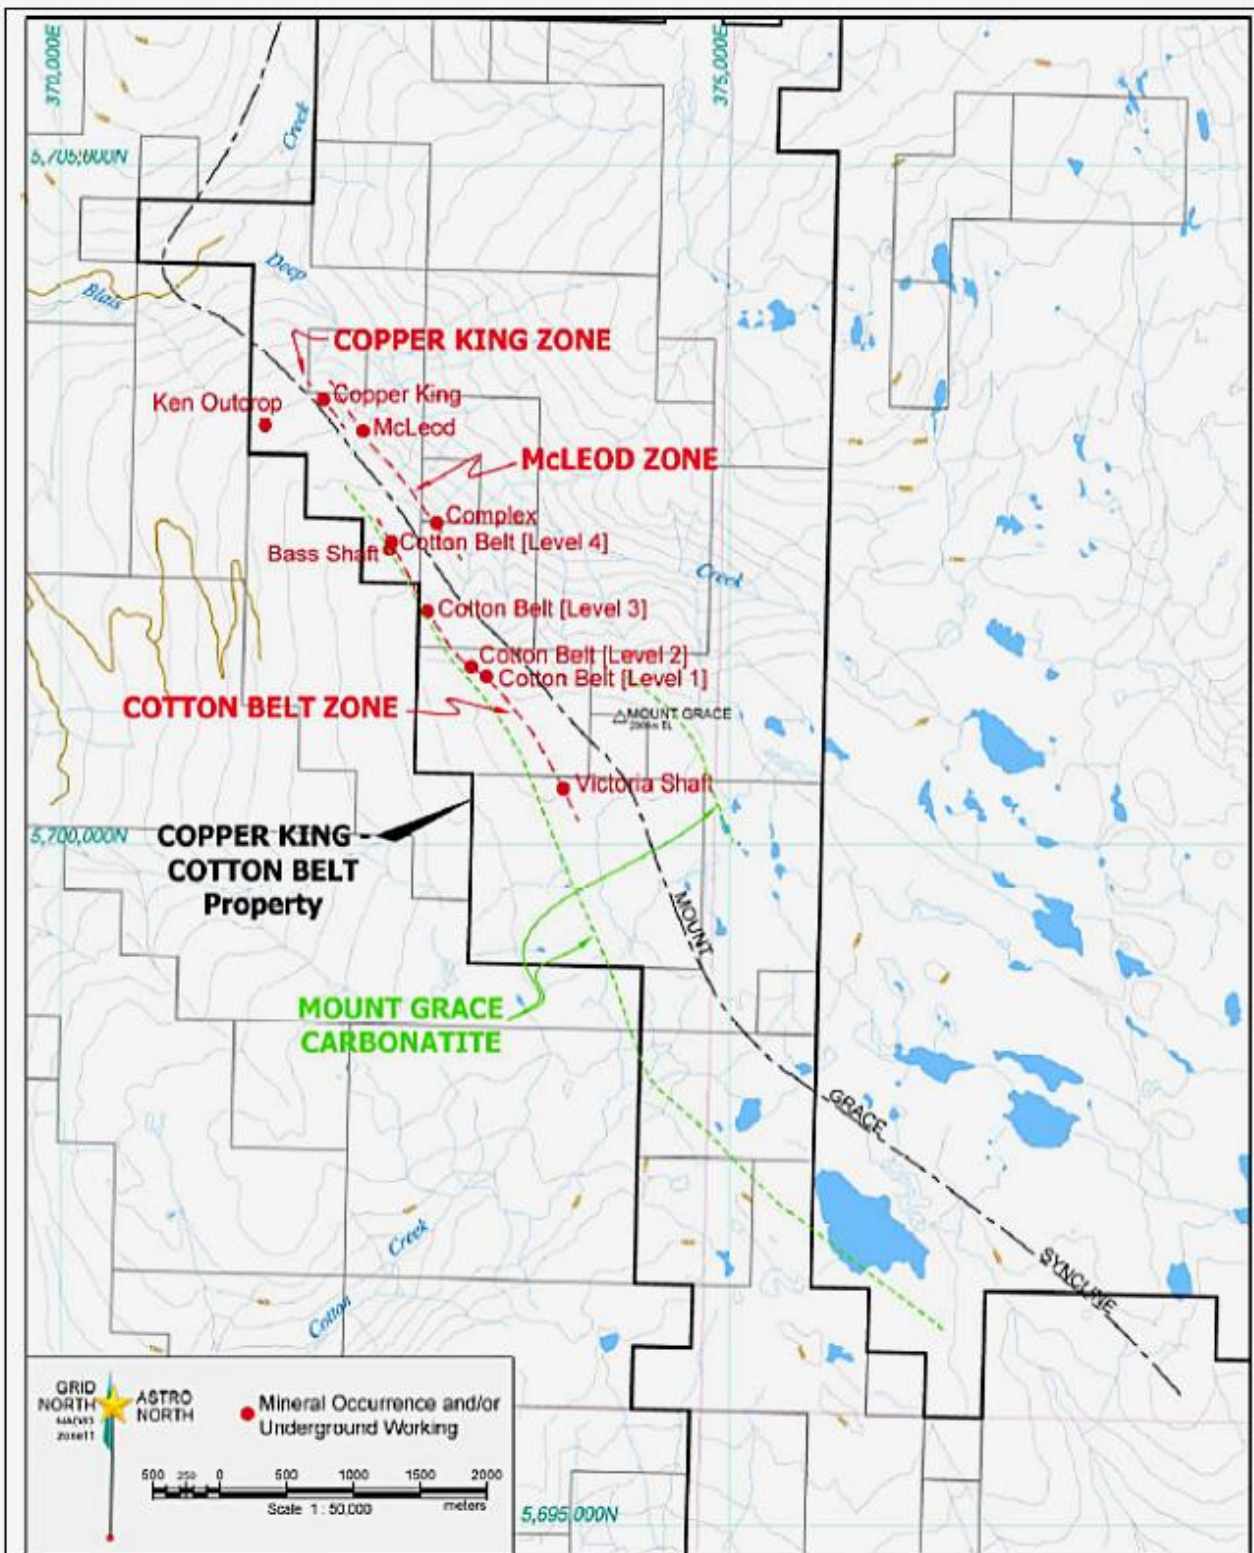 370,000E
375,000E
Creek
5,705,000N
Deep
Blais
COPPER KING ZONE
Copper King
Ken Outcrop
McLeod
McLEOD ZONE
Complex
Cotton Belt [Level 4]
Bass Shaft
Creek
Cotton Belt [Level 3]
Cotton Belt [Level 2]
Cotton Belt [Level 1]
COTTON BELT ZONE
MOUNT GRACE
Victoria Shaft
5,700,000N
COPPER KING
COTTON BELT
Property
MOUNT
MOUNT GRACE
CARBONATITE
GRACE
Creek
SYNCLINE
Cotton
GRID
NORTH
NAD83
zone11
ASTRO
NORTH
Mineral Occurrence and/or
Underground Working
500 250 0 500 1000 1500 2000
Scale 1 : 50,000
meters
5,695,000N